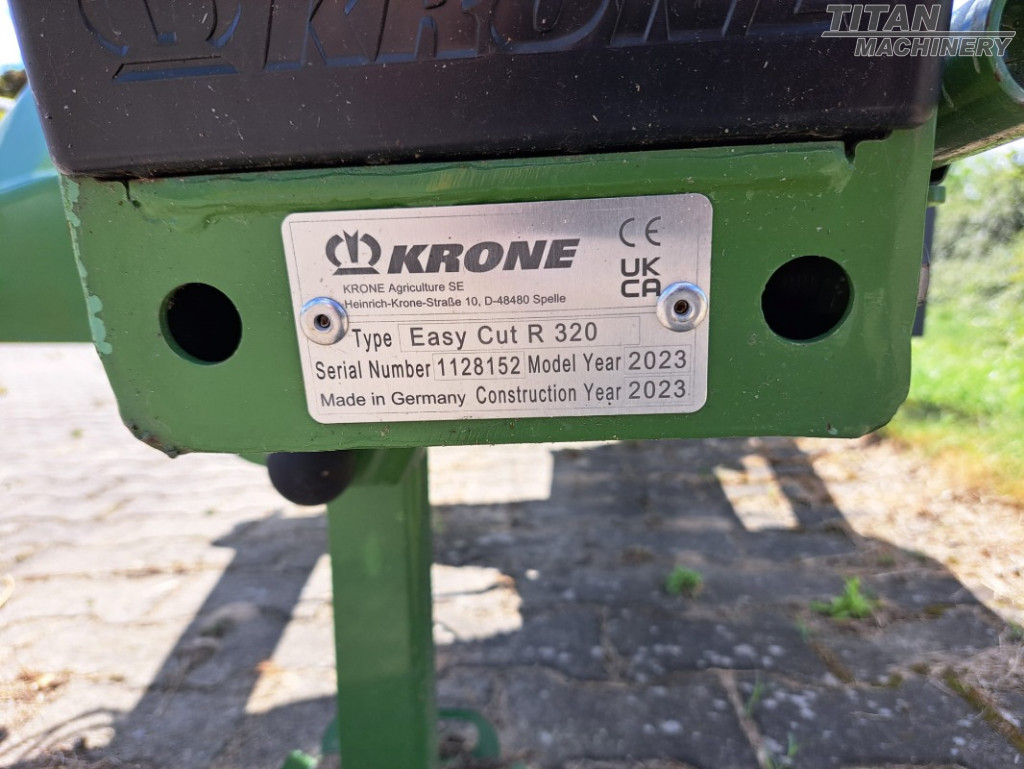 KRONE
TITAN
MACHINERY
KRONE
CE
KRONE Agriculture SE
UK
CA
Heinrich-Krone-Straße 10, D-48480 Spelle
Type Easy Cut R 320
Serial Number 1128152 Model Year 2023
Made in Germany Construction Year 2023